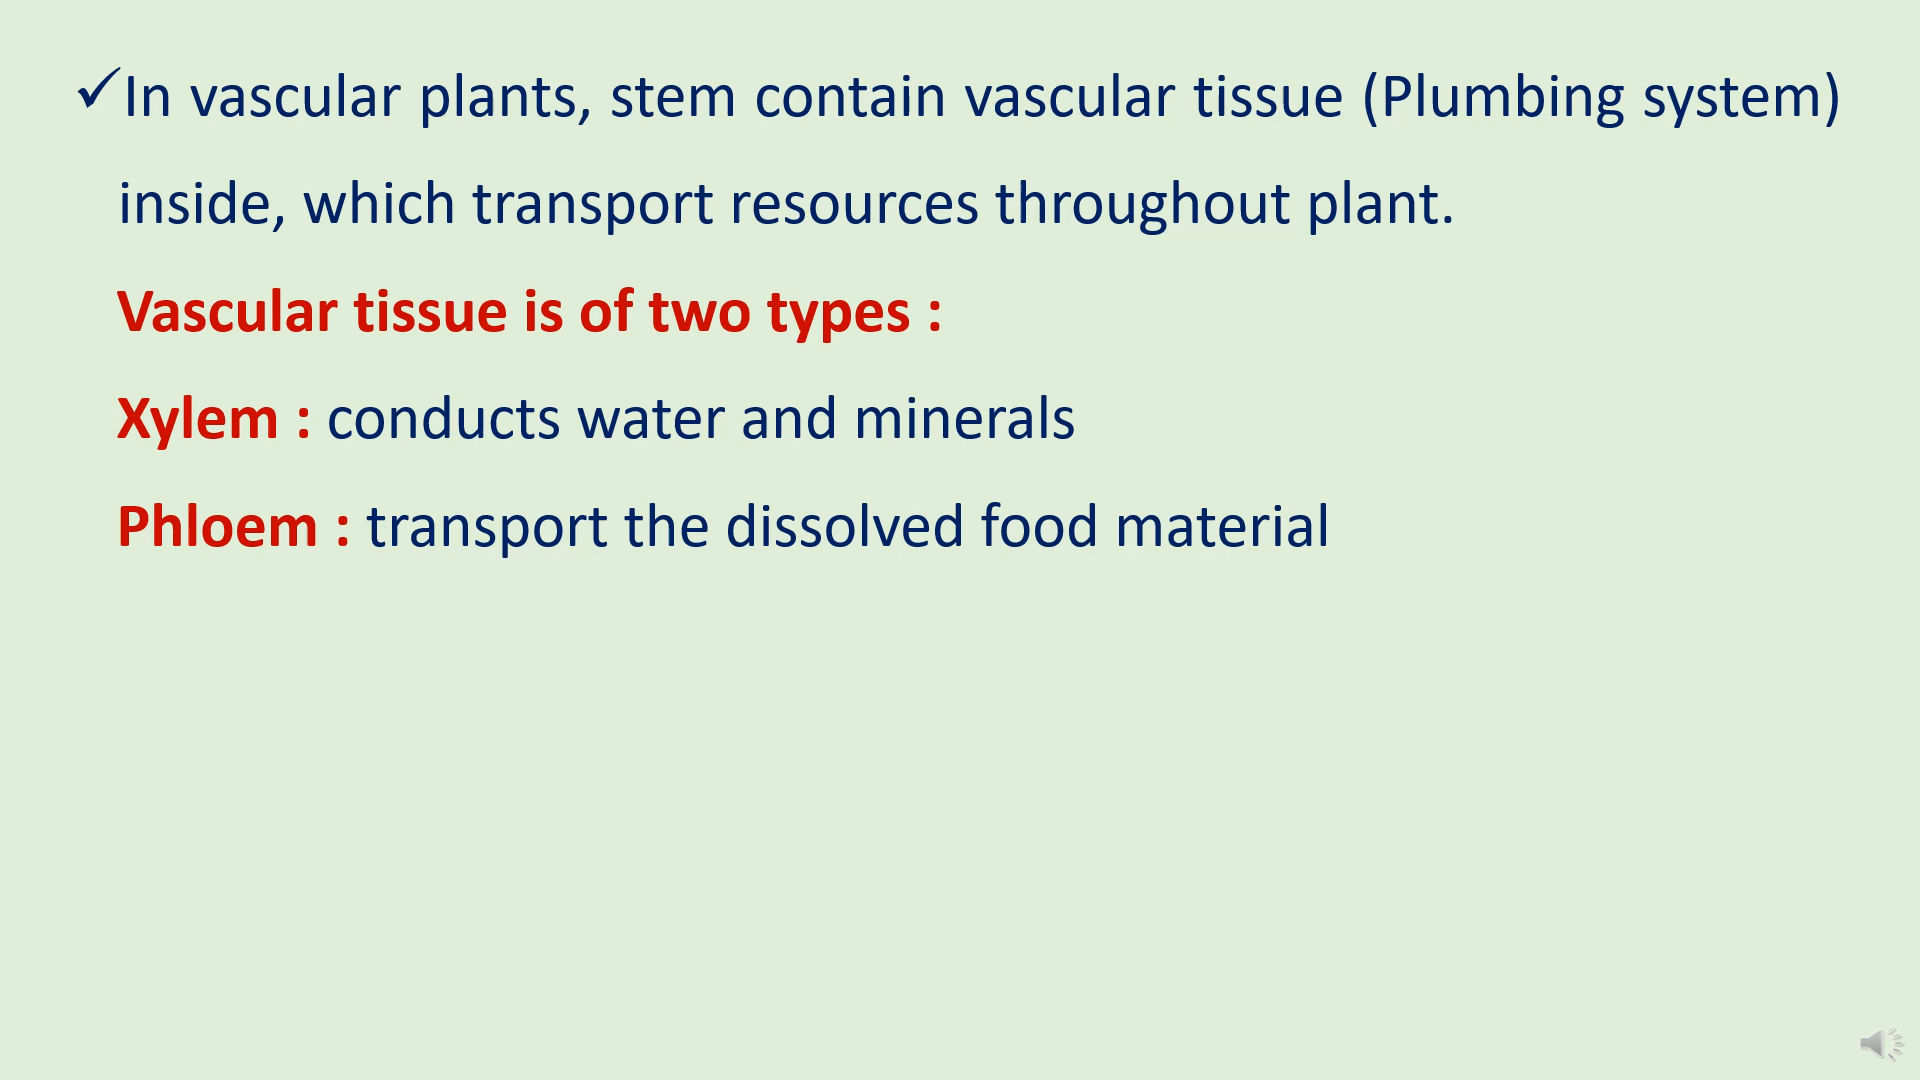 ✓In vascular plants, stem contain vascular tissue (Plumbing system)
inside, which transport resources throughout plant.
Vascular tissue is of two types :
Xylem : conducts water and minerals
Phloem : transport the dissolved food material